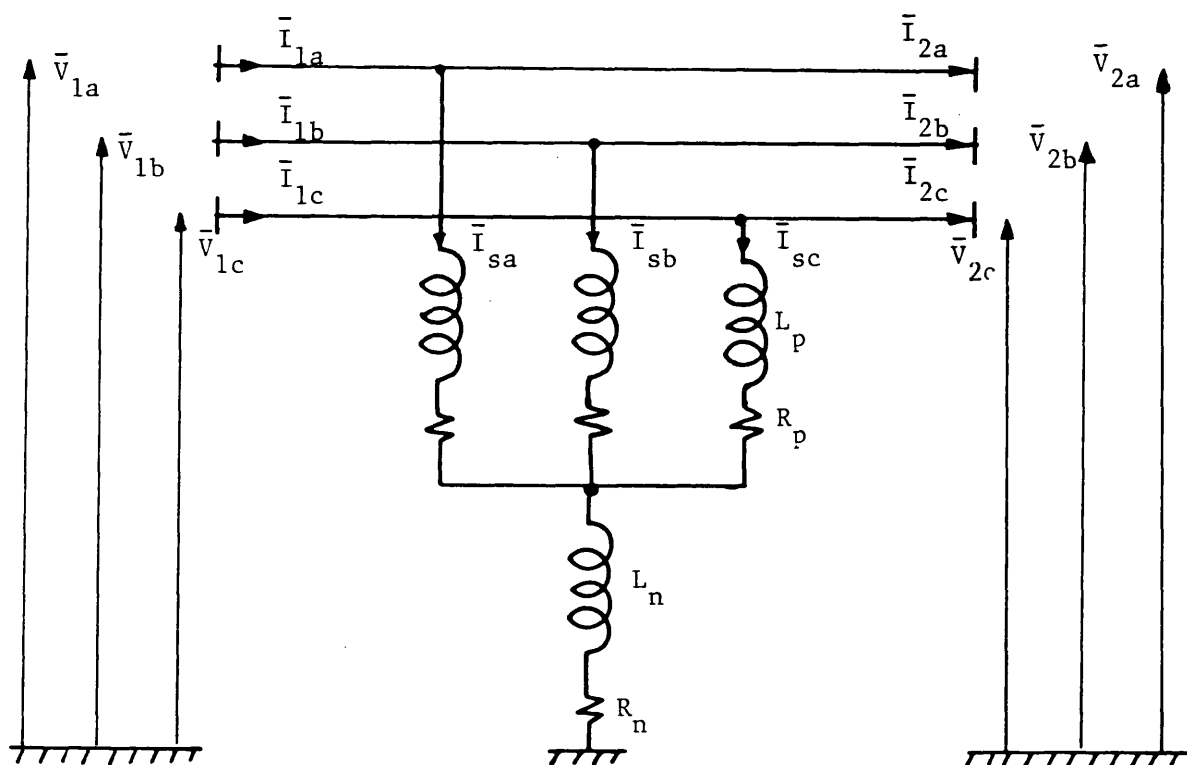 V̄1a
Ī1a
Ī2a
V̄2a
V̄1b
Ī1b
Ī2b
V̄2b
V̄1c
Ī1c
Ī2c
V̄2c
Īsa
Īsb
Īsc
Lp
Rp
Ln
Rn